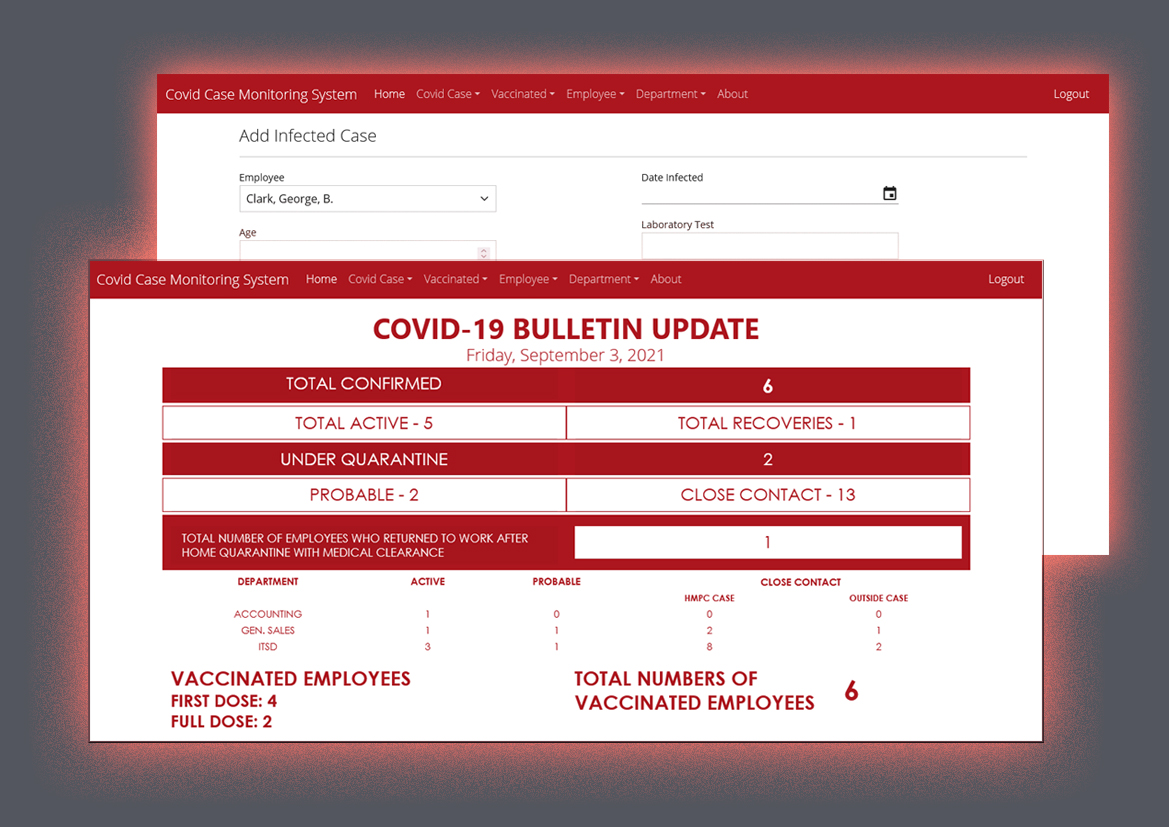 Covid Case Monitoring System Home Covid Case Vaccinated Employee Department About Logout
Add Infected Case
Employee Date Infected
Clark, George, B.
Laboratory Test
Age
Covid Case Monitoring System Home Covid Case Vaccinated Employee Department About Logout
COVID-19 BULLETIN UPDATE
Friday, September 3, 2021
TOTAL CONFIRMED 6
TOTAL ACTIVE - 5 TOTAL RECOVERIES - 1
UNDER QUARANTINE 2
PROBABLE - 2 CLOSE CONTACT - 13
TOTAL NUMBER OF EMPLOYEES WHO RETURNED TO WORK AFTER
HOME QUARANTINE WITH MEDICAL CLEARANCE 1
DEPARTMENT ACTIVE PROBABLE CLOSE CONTACT
HMPC CASE OUTSIDE CASE
ACCOUNTING 1 0 0 0
GEN. SALES 1 1 2 1
ITSD 3 1 8 2
VACCINATED EMPLOYEES
FIRST DOSE: 4
FULL DOSE: 2
TOTAL NUMBERS OF
VACCINATED EMPLOYEES 6